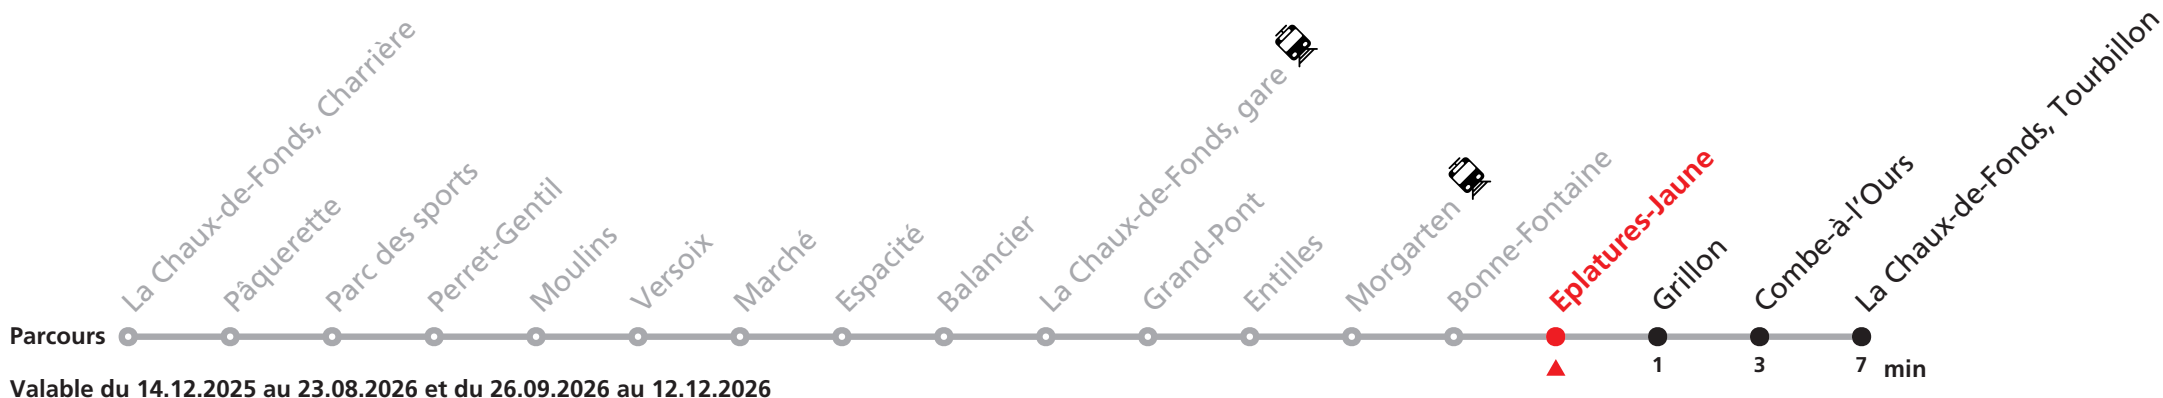 La Chaux-de-Fonds, Charrière
Pâquerette
Parc des sports
Perret-Gentil
Moulins
Versoix
Marché
Espacité
Balancier
La Chaux-de-Fonds, gare
Grand-Pont
Entilles
Morgarten
Bonne-Fontaine
Eplatures-Jaune
Grillon
Combe-à-l'Ours
La Chaux-de-Fonds, Tourbillon
Parcours
1 3 7 min
Valable du 14.12.2025 au 23.08.2026 et du 26.09.2026 au 12.12.2026